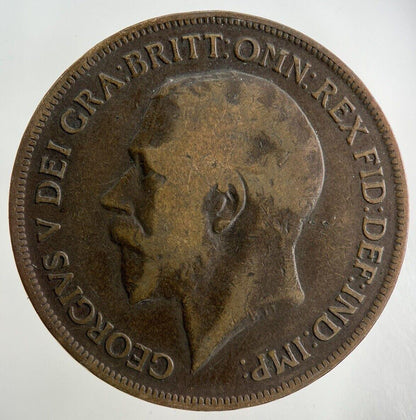 GEORGIVS V DEI GRA:BRITT:OMN:REX FID:DEF:IND:IMP: